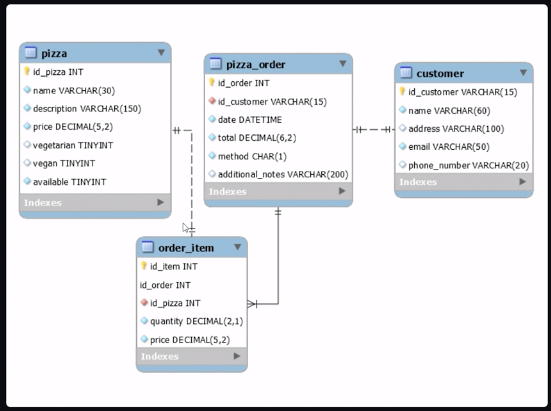 pizza
id_pizza INT
name VARCHAR(30)
description VARCHAR(150)
price DECIMAL(5,2)
vegetarian TINYINT
vegan TINYINT
available TINYINT
Indexes
pizza_order
id_order INT
id_customer VARCHAR(15)
date DATETIME
total DECIMAL(6,2)
method CHAR(1)
additional_notes VARCHAR(200)
Indexes
customer
id_customer VARCHAR(15)
name VARCHAR(60)
address VARCHAR(100)
email VARCHAR(50)
phone_number VARCHAR(20)
Indexes
order_item
id_item INT
id_order INT
id_pizza INT
quantity DECIMAL(2,1)
price DECIMAL(5,2)
Indexes